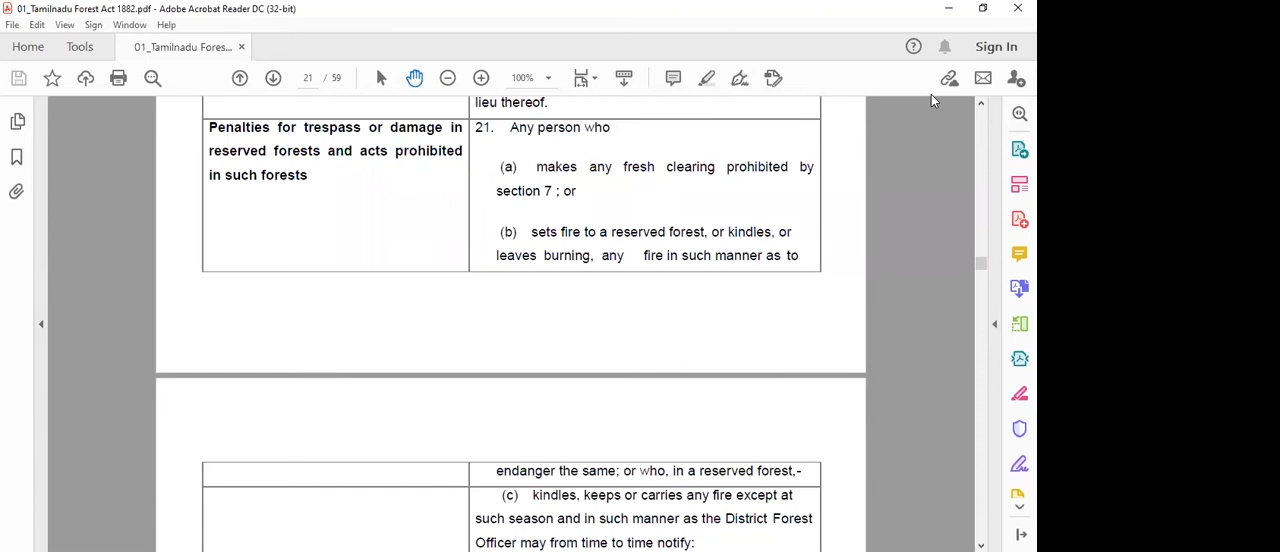 01_Tamilnadu Forest Act 1882.pdf - Adobe Acrobat Reader DC (32-bit)
File Edit View Sign Window Help
Home Tools 01_Tamilnadu Fores... × Sign In
21 / 59 100%
lieu thereof.
Penalties for trespass or damage in
reserved forests and acts prohibited
in such forests
21. Any person who
(a) makes any fresh clearing prohibited by
section 7 ; or
(b) sets fire to a reserved forest, or kindles, or
leaves burning, any fire in such manner as to
endanger the same; or who, in a reserved forest,-
(c) kindles, keeps or carries any fire except at
such season and in such manner as the District Forest
Officer may from time to time notify: